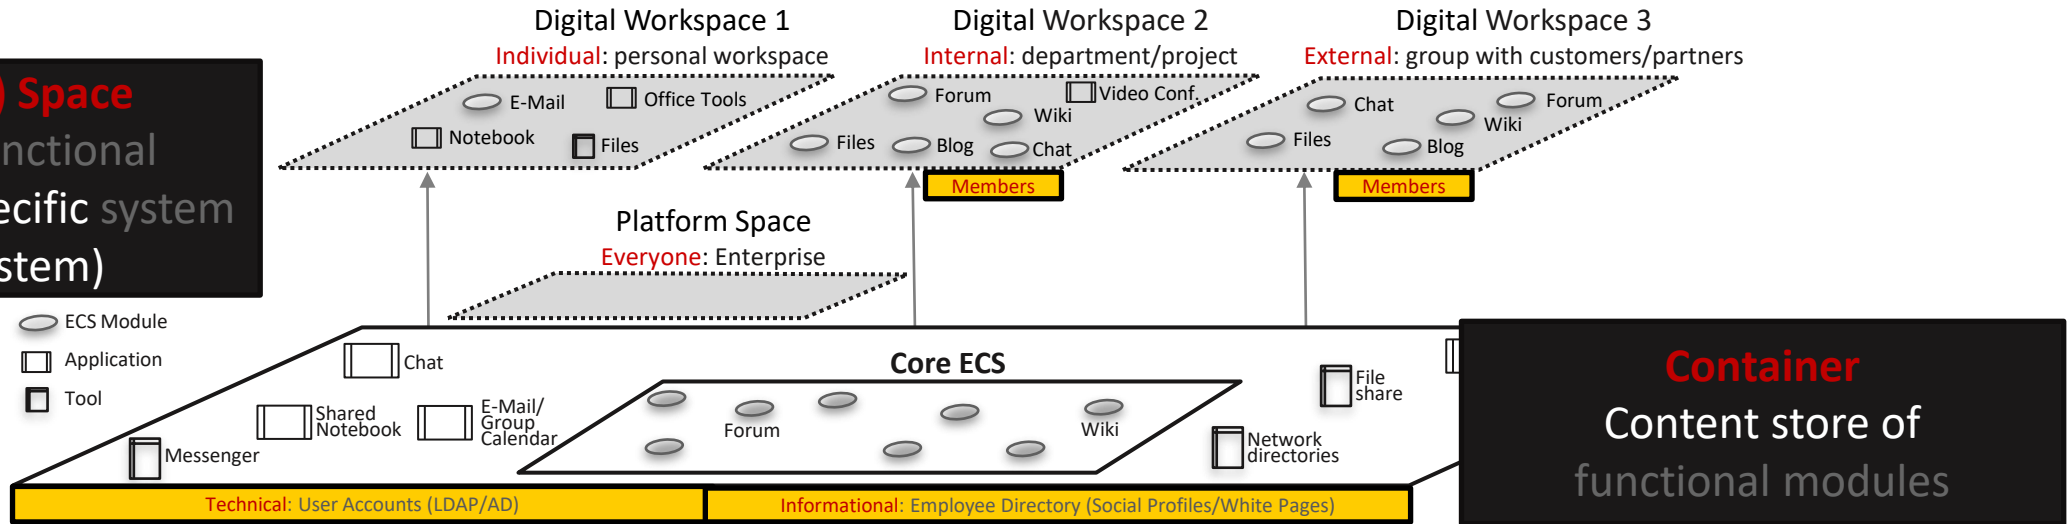 Digital Workspace 1
Individual: personal workspace
E-Mail
Office Tools
Notebook
Files
Digital Workspace 2
Internal: department/project
Forum
Video Conf.
Wiki
Files
Blog
Chat
Members
Digital Workspace 3
External: group with customers/partners
Chat
Forum
Wiki
Files
Blog
Members
) Space
nctional
ecific system
stem)
Platform Space
Everyone: Enterprise
ECS Module
Application
Tool
Core ECS
Chat
Shared
Notebook
E-Mail/
Group
Calendar
Messenger
Forum
Wiki
File
share
Network
directories
Container
Content store of
functional modules
Technical: User Accounts (LDAP/AD)
Informational: Employee Directory (Social Profiles/White Pages)